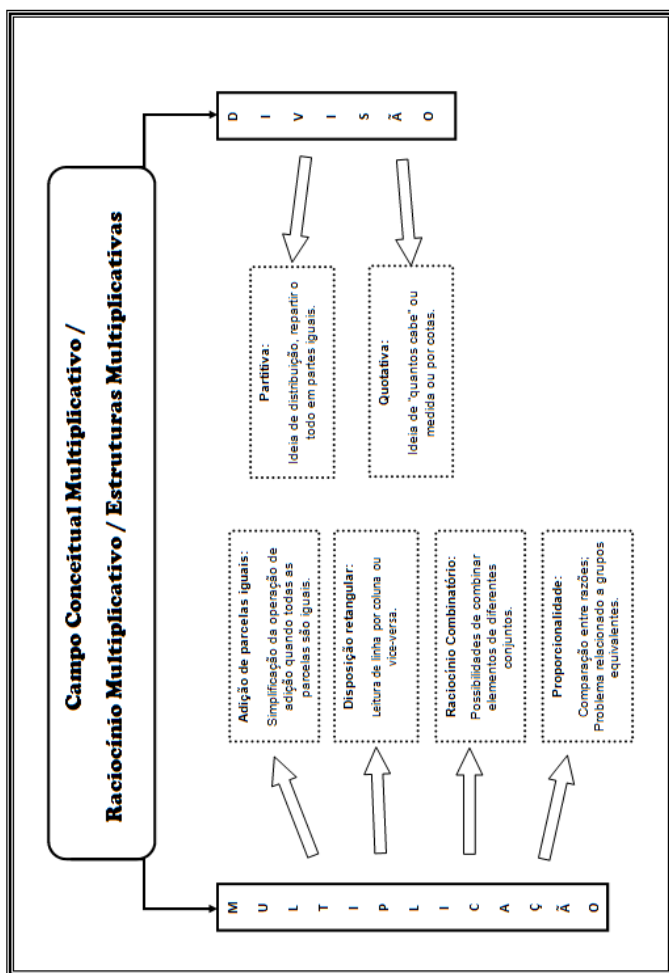 Campo Conceitual Multiplicativo /
Raciocínio Multiplicativo / Estruturas Multiplicativas
MULTIPLICAÇÃO
Adição de parcelas iguais:
Simplificação da operação de
adição quando todas as
parcelas são iguais.
Disposição retangular:
Leitura de linha por coluna ou
vice-versa.
Raciocínio Combinatório:
Possibilidades de combinar
elementos de diferentes
conjuntos.
Proporcionalidade:
Comparação entre razões;
Problema relacionado a grupos
equivalentes.
Partitiva:
Ideia de distribuição, repartir o
todo em partes iguais.
Quotativa:
Ideia de "quantos cabe" ou
medida ou por cotas.
DIVISÃO